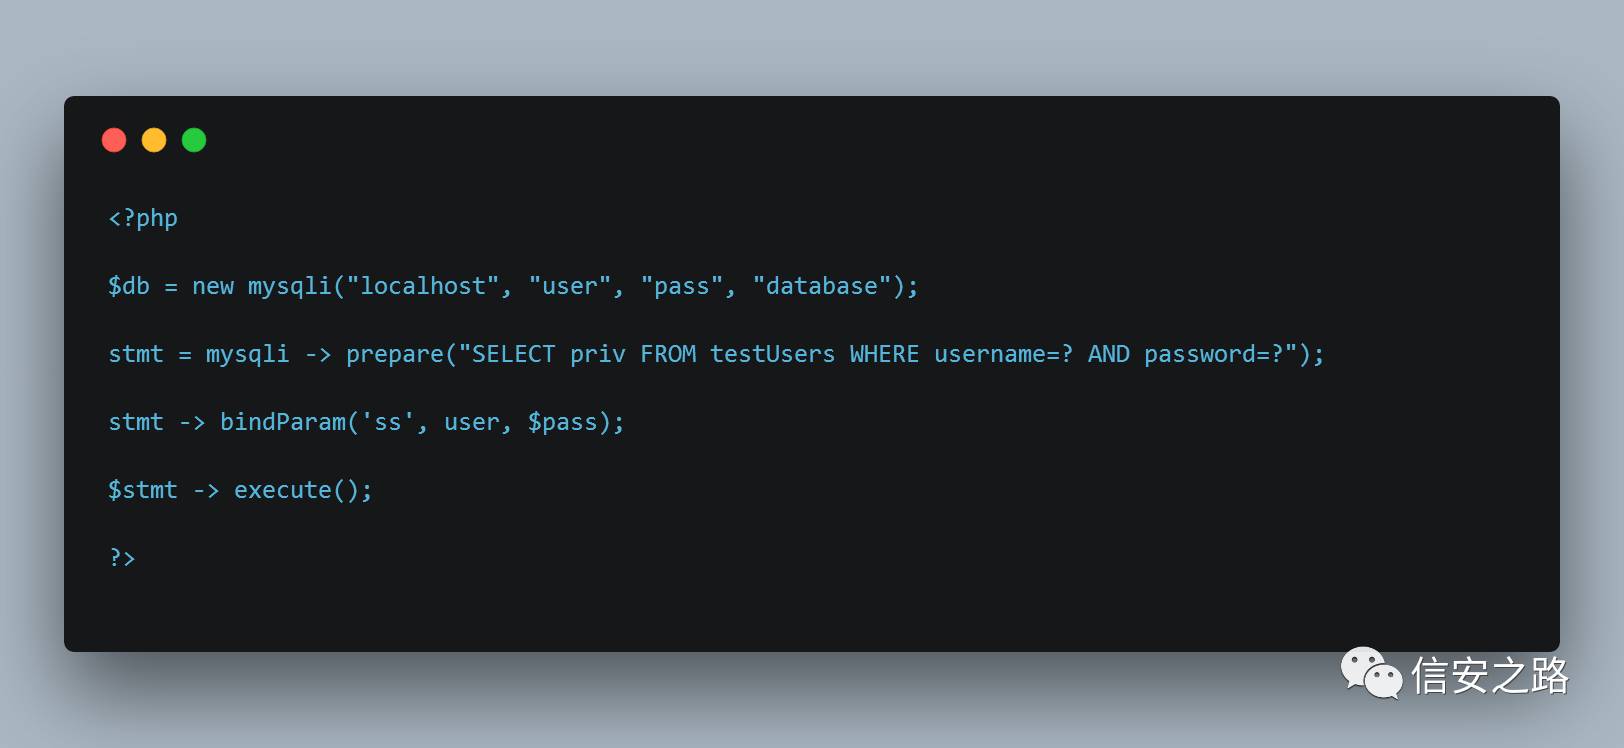 <?php
$db = new mysqli("localhost", "user", "pass", "database");
stmt = mysqli -> prepare("SELECT priv FROM testUsers WHERE username=? AND password=?");
stmt -> bindParam('ss', user, $pass);
$stmt -> execute();
?>
信安之路